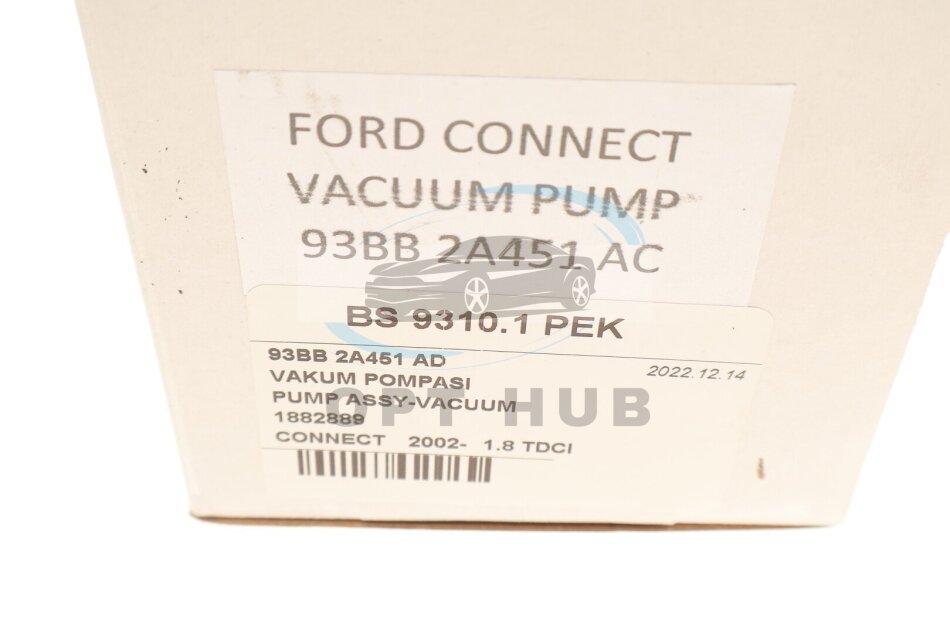 FORD CONNECT
VACUUM PUMP
93BB 2A451 AC
BS 9310.1 PEK
93BB 2A451 AD
2022.12.14
VAKUM POMPASI
PUMP ASSY-VACUUM
OPT HUB
1882889
CONNECT 2002- 1.8 TDCI